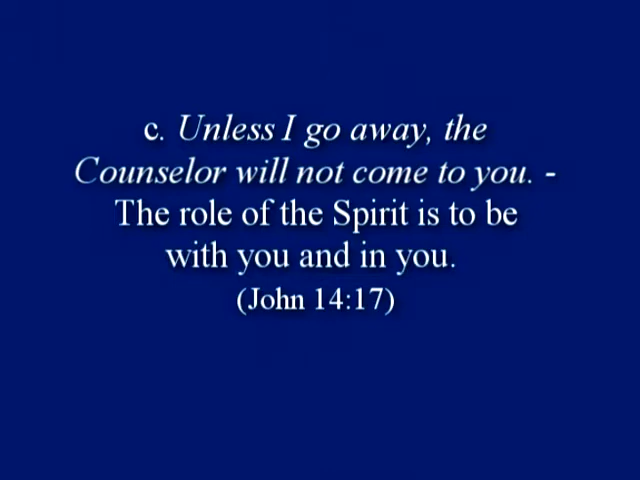 c. Unless I go away, the
Counselor will not come to you. -
The role of the Spirit is to be
with you and in you.
(John 14:17)